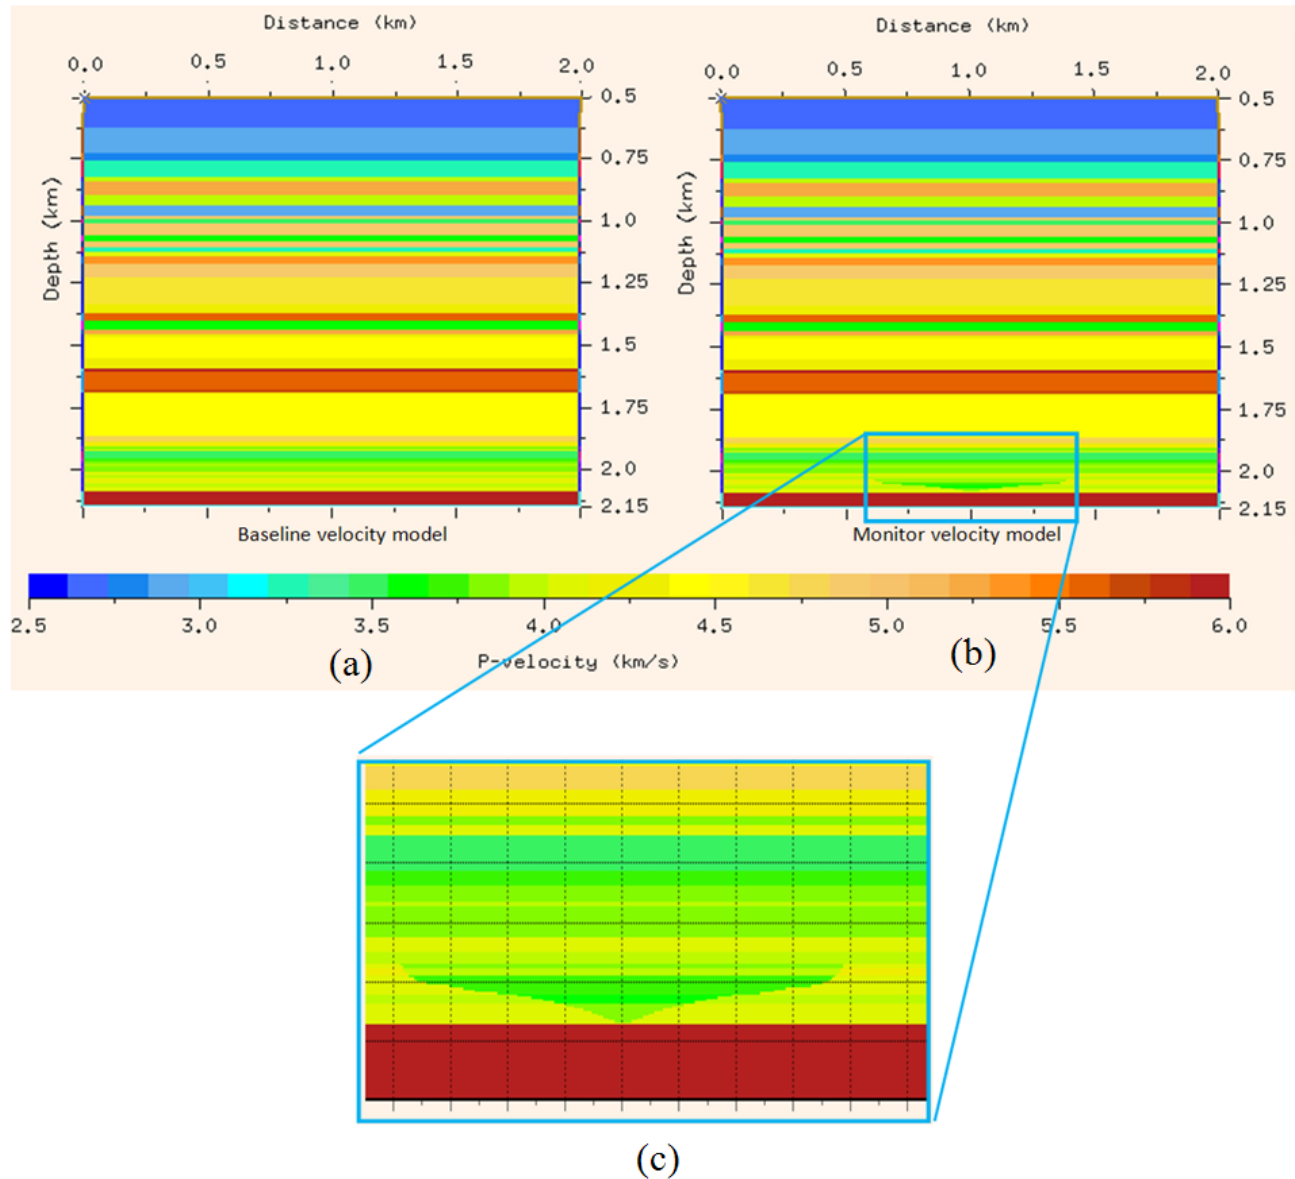 Distance (km)
0.0 0.5 1.0 1.5 2.0
Depth (km)
0.5
0.75
1.0
1.25
1.5
1.75
2.0
2.15
Baseline velocity model
Distance (km)
0.0 0.5 1.0 1.5 2.0
Depth (km)
0.5
0.75
1.0
1.25
1.5
1.75
2.0
2.15
Monitor velocity model
2.5 3.0 3.5 4.0 4.5 5.0 5.5 6.0
P-velocity (km/s)
(a)
(b)
(c)